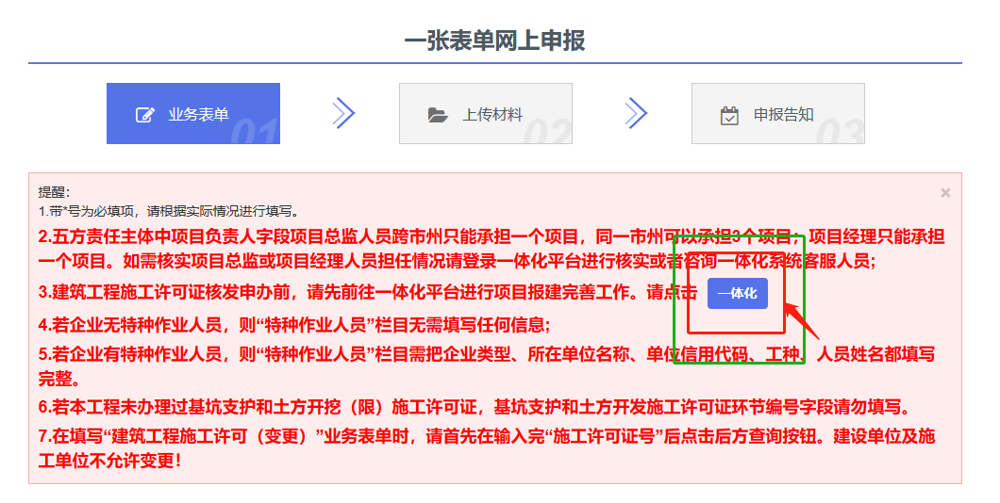 一张表单网上申报
业务表单
01
上传材料
02
申报告知
03
提醒：
×
1.带*号为必填项，请根据实际情况进行填写。
2.五方责任主体中项目负责人字段项目总监人员跨市州只能承担一个项目，同一市州可以承担3个项目；项目经理只能承担
一个项目。如需核实项目总监或项目经理人员担任情况请登录一体化平台进行核实或者咨询一体化系统客服人员;
3.建筑工程施工许可证核发申办前，请先前往一体化平台进行项目报建完善工作。请点击 一体化
4.若企业无特种作业人员，则“特种作业人员”栏目无需填写任何信息;
5.若企业有特种作业人员，则“特种作业人员”栏目需把企业类型、所在单位名称、单位信用代码、工种、人员姓名都填写
完整。
6.若本工程未办理过基坑支护和土方开挖（限）施工许可证，基坑支护和土方开发施工许可证环节编号字段请勿填写。
7.在填写“建筑工程施工许可（变更）”业务表单时，请首先在输入完“施工许可证号”后点击后方查询按钮。建设单位及施
工单位不允许变更！